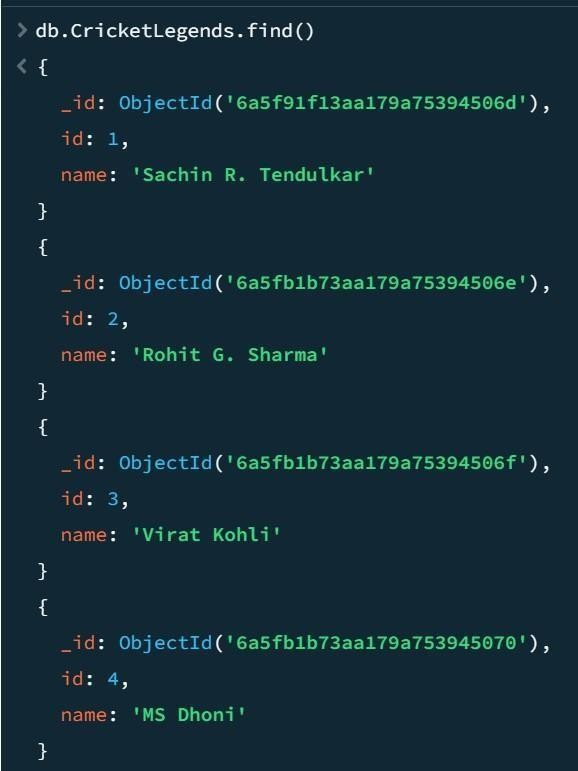 > db.CricketLegends.find()
< {
_id: ObjectId('6a5f91f13aa179a75394506d'),
id: 1,
name: 'Sachin R. Tendulkar'
}
{
_id: ObjectId('6a5fb1b73aa179a75394506e'),
id: 2,
name: 'Rohit G. Sharma'
}
{
_id: ObjectId('6a5fb1b73aa179a75394506f'),
id: 3,
name: 'Virat Kohli'
}
{
_id: ObjectId('6a5fb1b73aa179a753945070'),
id: 4,
name: 'MS Dhoni'
}